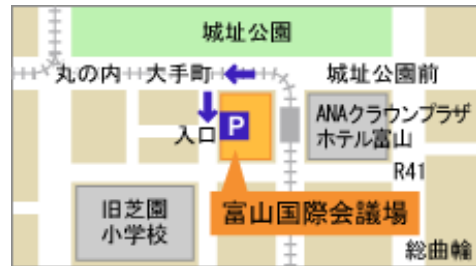 城址公園
丸の内
大手町
城址公園前
入口
P
ANAクラウンプラザ
ホテル富山
R41
旧芝園
小学校
富山国際会議場
総曲輪